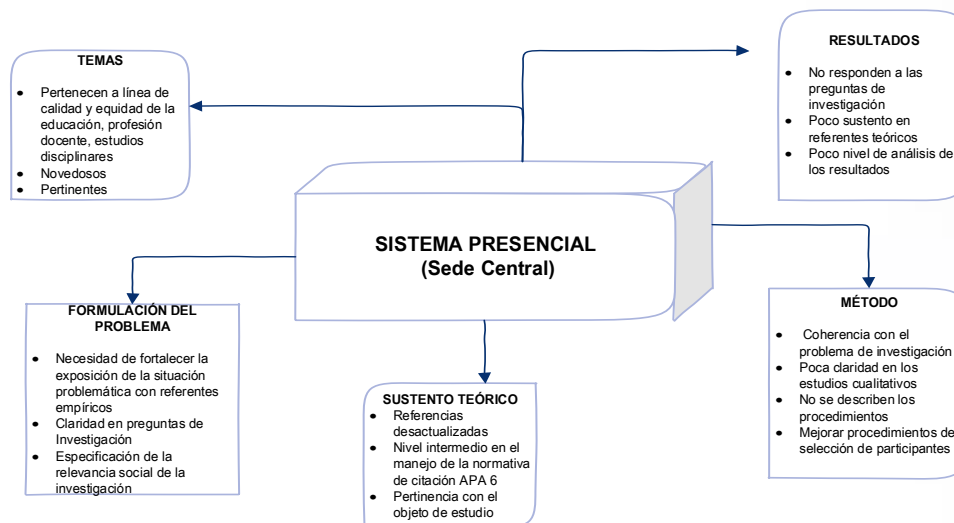 TEMAS
• Pertenecen a línea de
calidad y equidad de la
educación, profesión
docente, estudios
disciplinares
• Novedosos
• Pertinentes
RESULTADOS
• No responden a las
preguntas de
investigación
• Poco sustento en
referentes teóricos
• Poco nivel de análisis de
los resultados
SISTEMA PRESENCIAL
(Sede Central)
FORMULACIÓN DEL
PROBLEMA
• Necesidad de fortalecer la
exposición de la situación
problemática con referentes
empíricos
• Claridad en preguntas de
Investigación
• Especificación de la
relevancia social de la
investigación
SUSTENTO TEÓRICO
• Referencias
desactualizadas
• Nivel intermedio en el
manejo de la normativa
de citación APA 6
• Pertinencia con el
objeto de estudio
MÉTODO
• Coherencia con el
problema de investigación
• Poca claridad en los
estudios cualitativos
• No se describen los
procedimientos
• Mejorar procedimientos de
selección de participantes